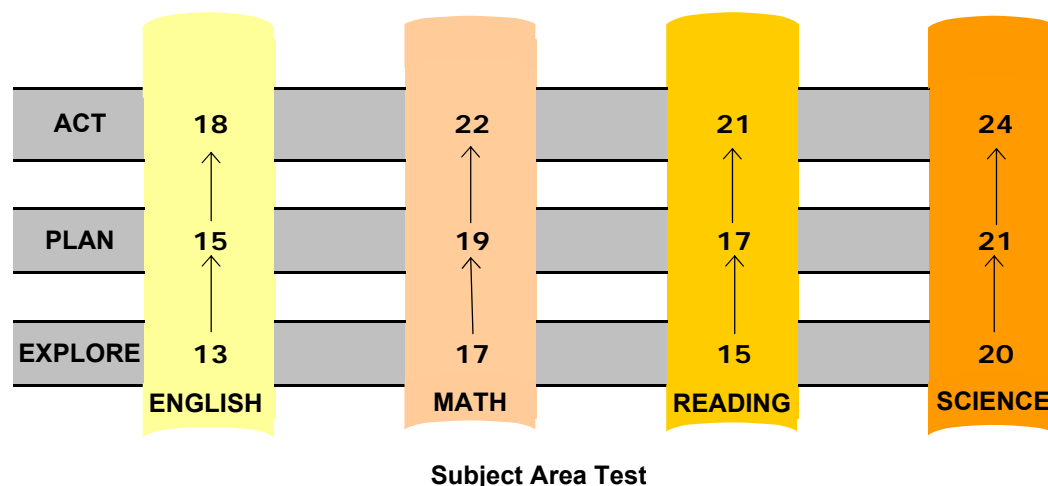 ACT 18 22 21 24
PLAN 15 19 17 21
EXPLORE 13 17 15 20
ENGLISH MATH READING SCIENCE
Subject Area Test